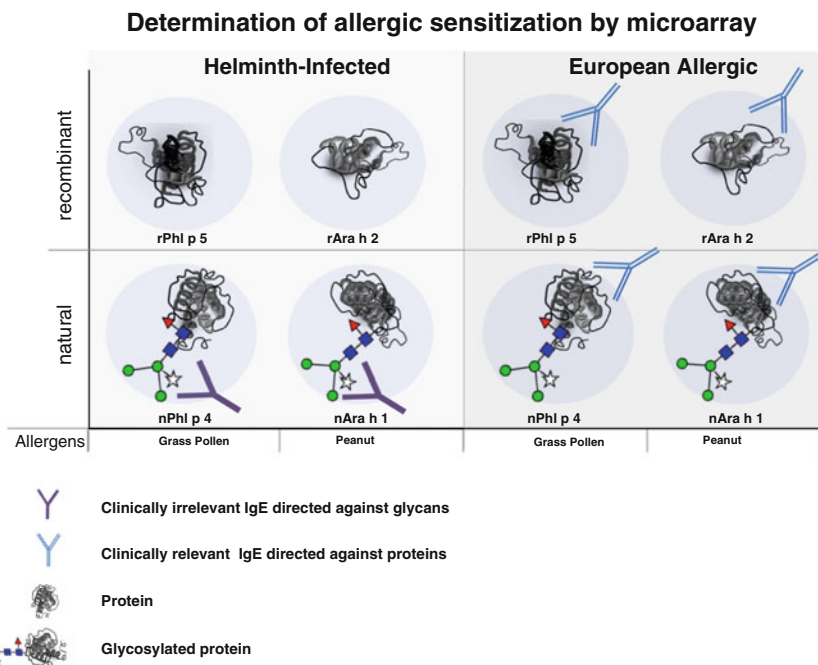 Determination of allergic sensitization by microarray
Helminth-Infected
European Allergic
recombinant
rPhl p 5
rAra h 2
rPhl p 5
rAra h 2
natural
nPhl p 4
nAra h 1
nPhl p 4
nAra h 1
Allergens
Grass Pollen
Peanut
Grass Pollen
Peanut
Clinically irrelevant IgE directed against glycans
Clinically relevant IgE directed against proteins
Protein
Glycosylated protein